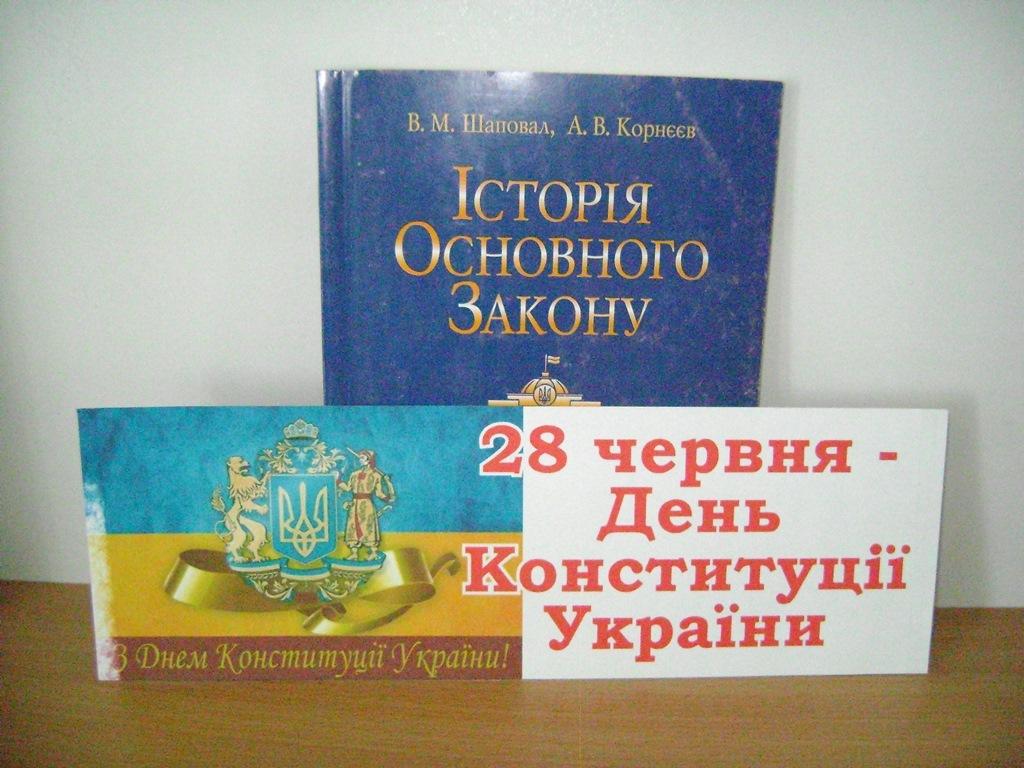 В. М. Шаповал, А. В. Корнєєв
Історія
Основного
Закону
28 червня -
День
Конституції
України
З Днем Конституції України!